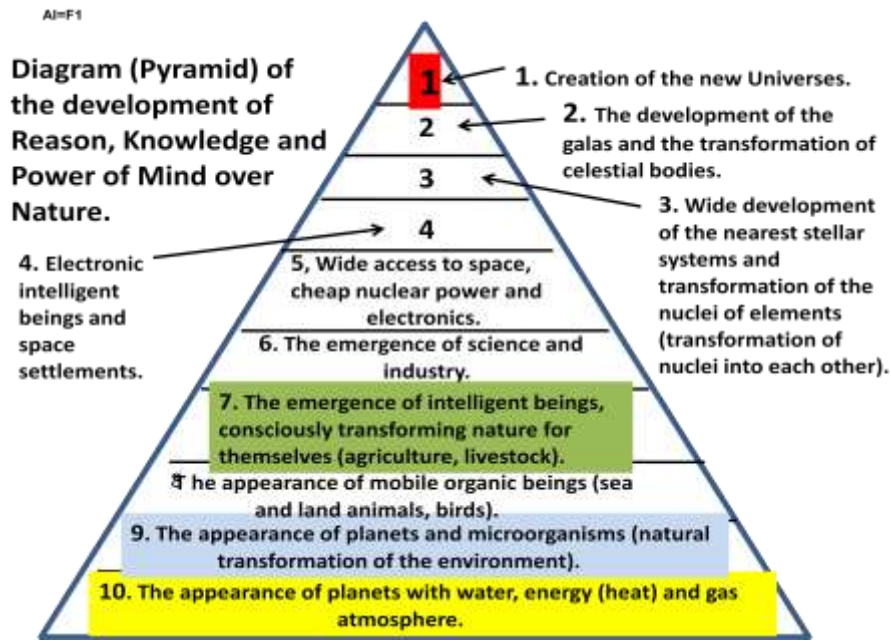 AI=F1
Diagram (Pyramid) of
the development of
Reason, Knowledge and
Power of Mind over
Nature.
1
1. Creation of the new Universes.
2
2. The development of the
galas and the transformation of
celestial bodies.
3
3. Wide development
of the nearest stellar
systems and
transformation of the
nuclei of elements
(transformation of
nuclei into each other).
4
4. Electronic
intelligent
beings and
space
settlements.
5, Wide access to space,
cheap nuclear power and
electronics.
6. The emergence of science and
industry.
7. The emergence of intelligent beings,
consciously transforming nature for
themselves (agriculture, livestock).
The appearance of mobile organic beings (sea
and land animals, birds).
9. The appearance of planets and microorganisms (natural
transformation of the environment).
10. The appearance of planets with water, energy (heat) and gas
atmosphere.